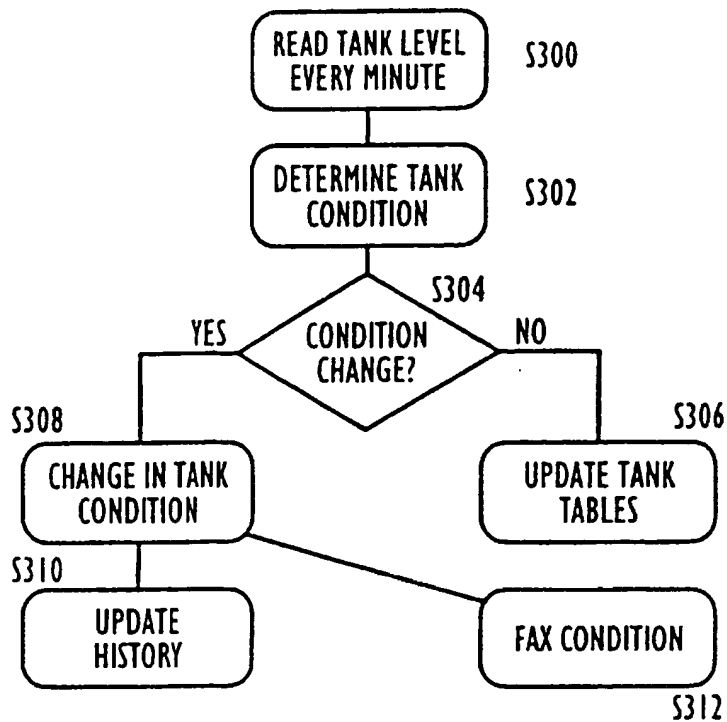 READ TANK LEVEL
EVERY MINUTE
S300
DETERMINE TANK
CONDITION
S302
S304
CONDITION
CHANGE?
YES
NO
S308
CHANGE IN TANK
CONDITION
S306
UPDATE TANK
TABLES
S310
UPDATE
HISTORY
FAX CONDITION
S312